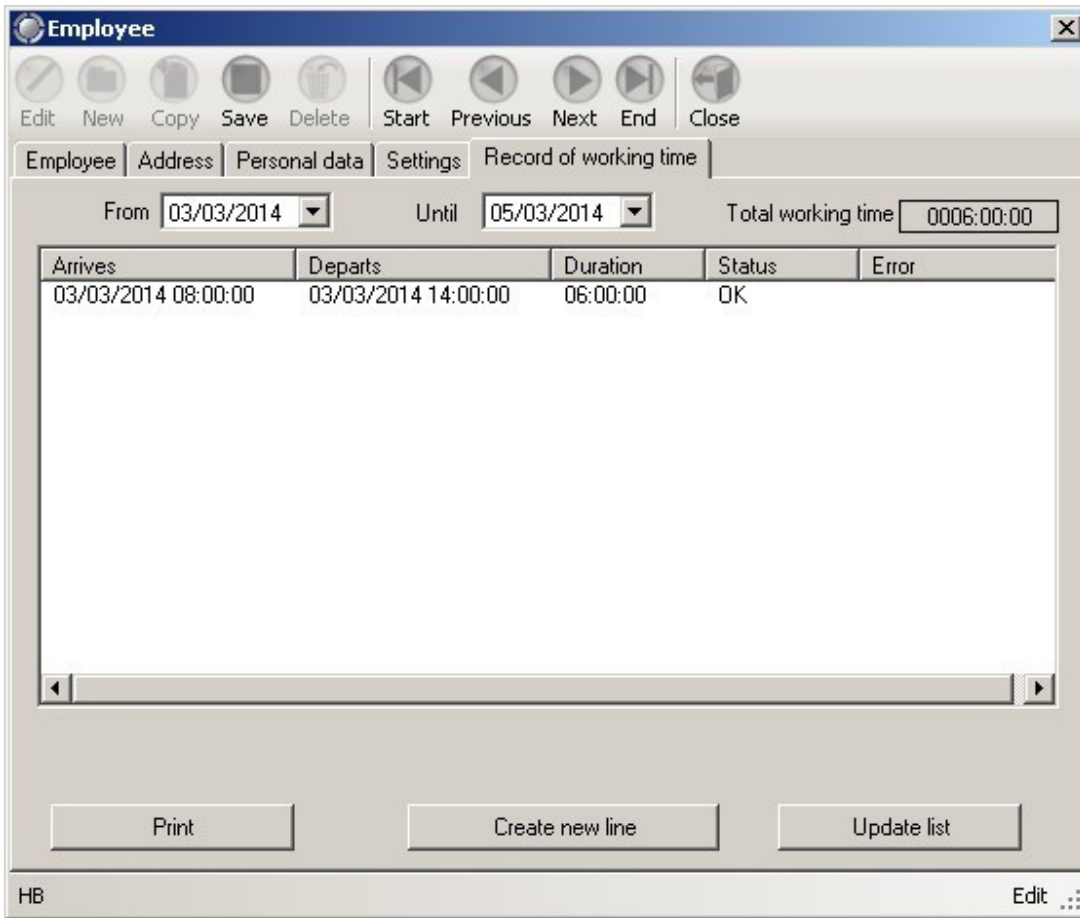 Employee
Edit New Copy Save Delete Start Previous Next End Close
Employee Address Personal data Settings Record of working time
From 03/03/2014 Until 05/03/2014 Total working time 0006:00:00
Arrives Departs Duration Status Error
03/03/2014 08:00:00 03/03/2014 14:00:00 06:00:00 OK
Print Create new line Update list
HB Edit